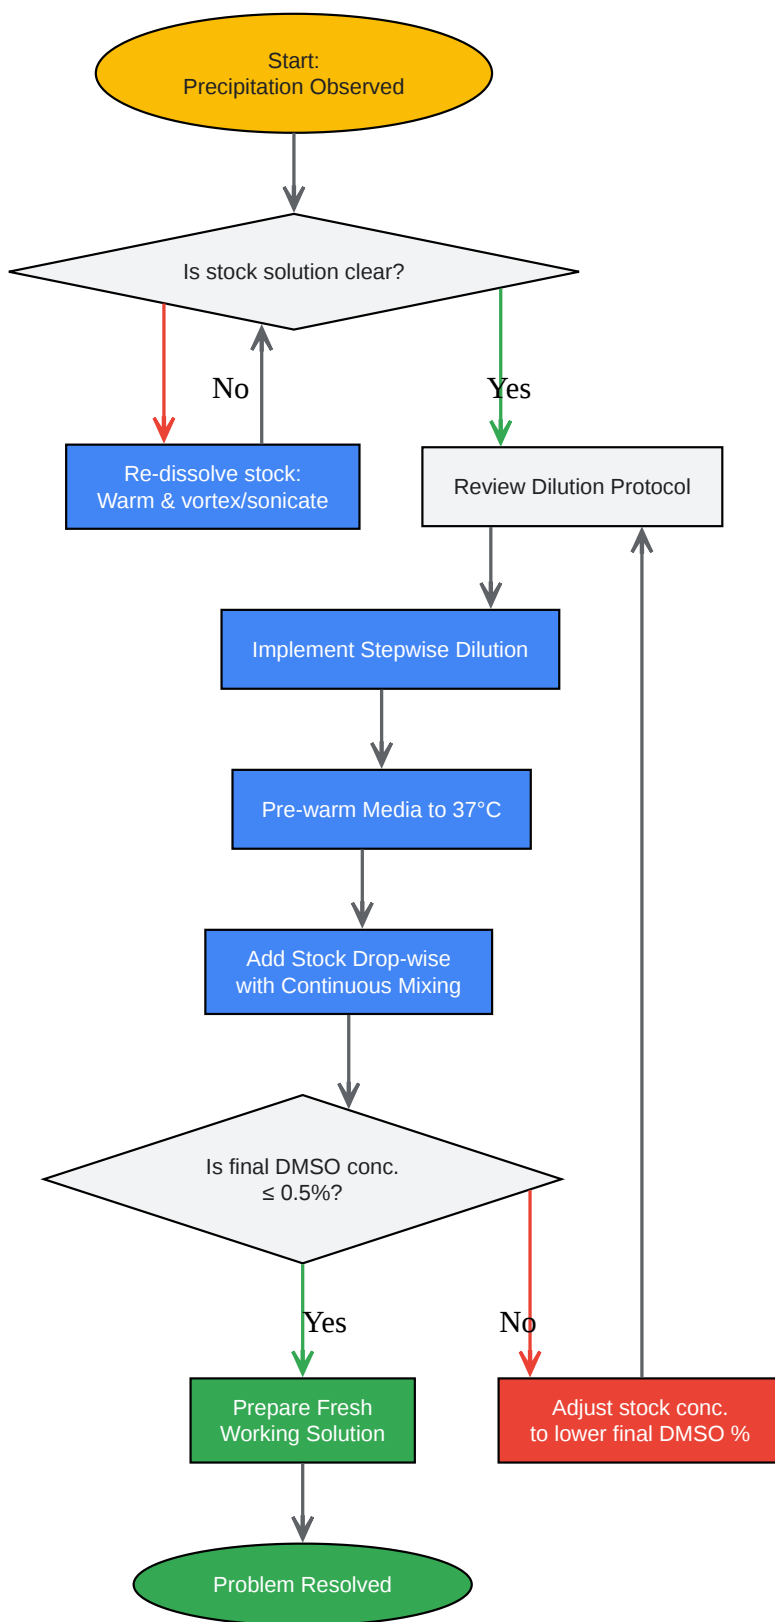 Start:
Precipitation Observed
Is stock solution clear?
No
Yes
Re-dissolve stock:
Warm & vortex/sonicate
Review Dilution Protocol
Implement Stepwise Dilution
Pre-warm Media to 37°C
Add Stock Drop-wise
with Continuous Mixing
Is final DMSO conc.
≤ 0.5%?
Yes
No
Prepare Fresh
Working Solution
Adjust stock conc.
to lower final DMSO %
Problem Resolved